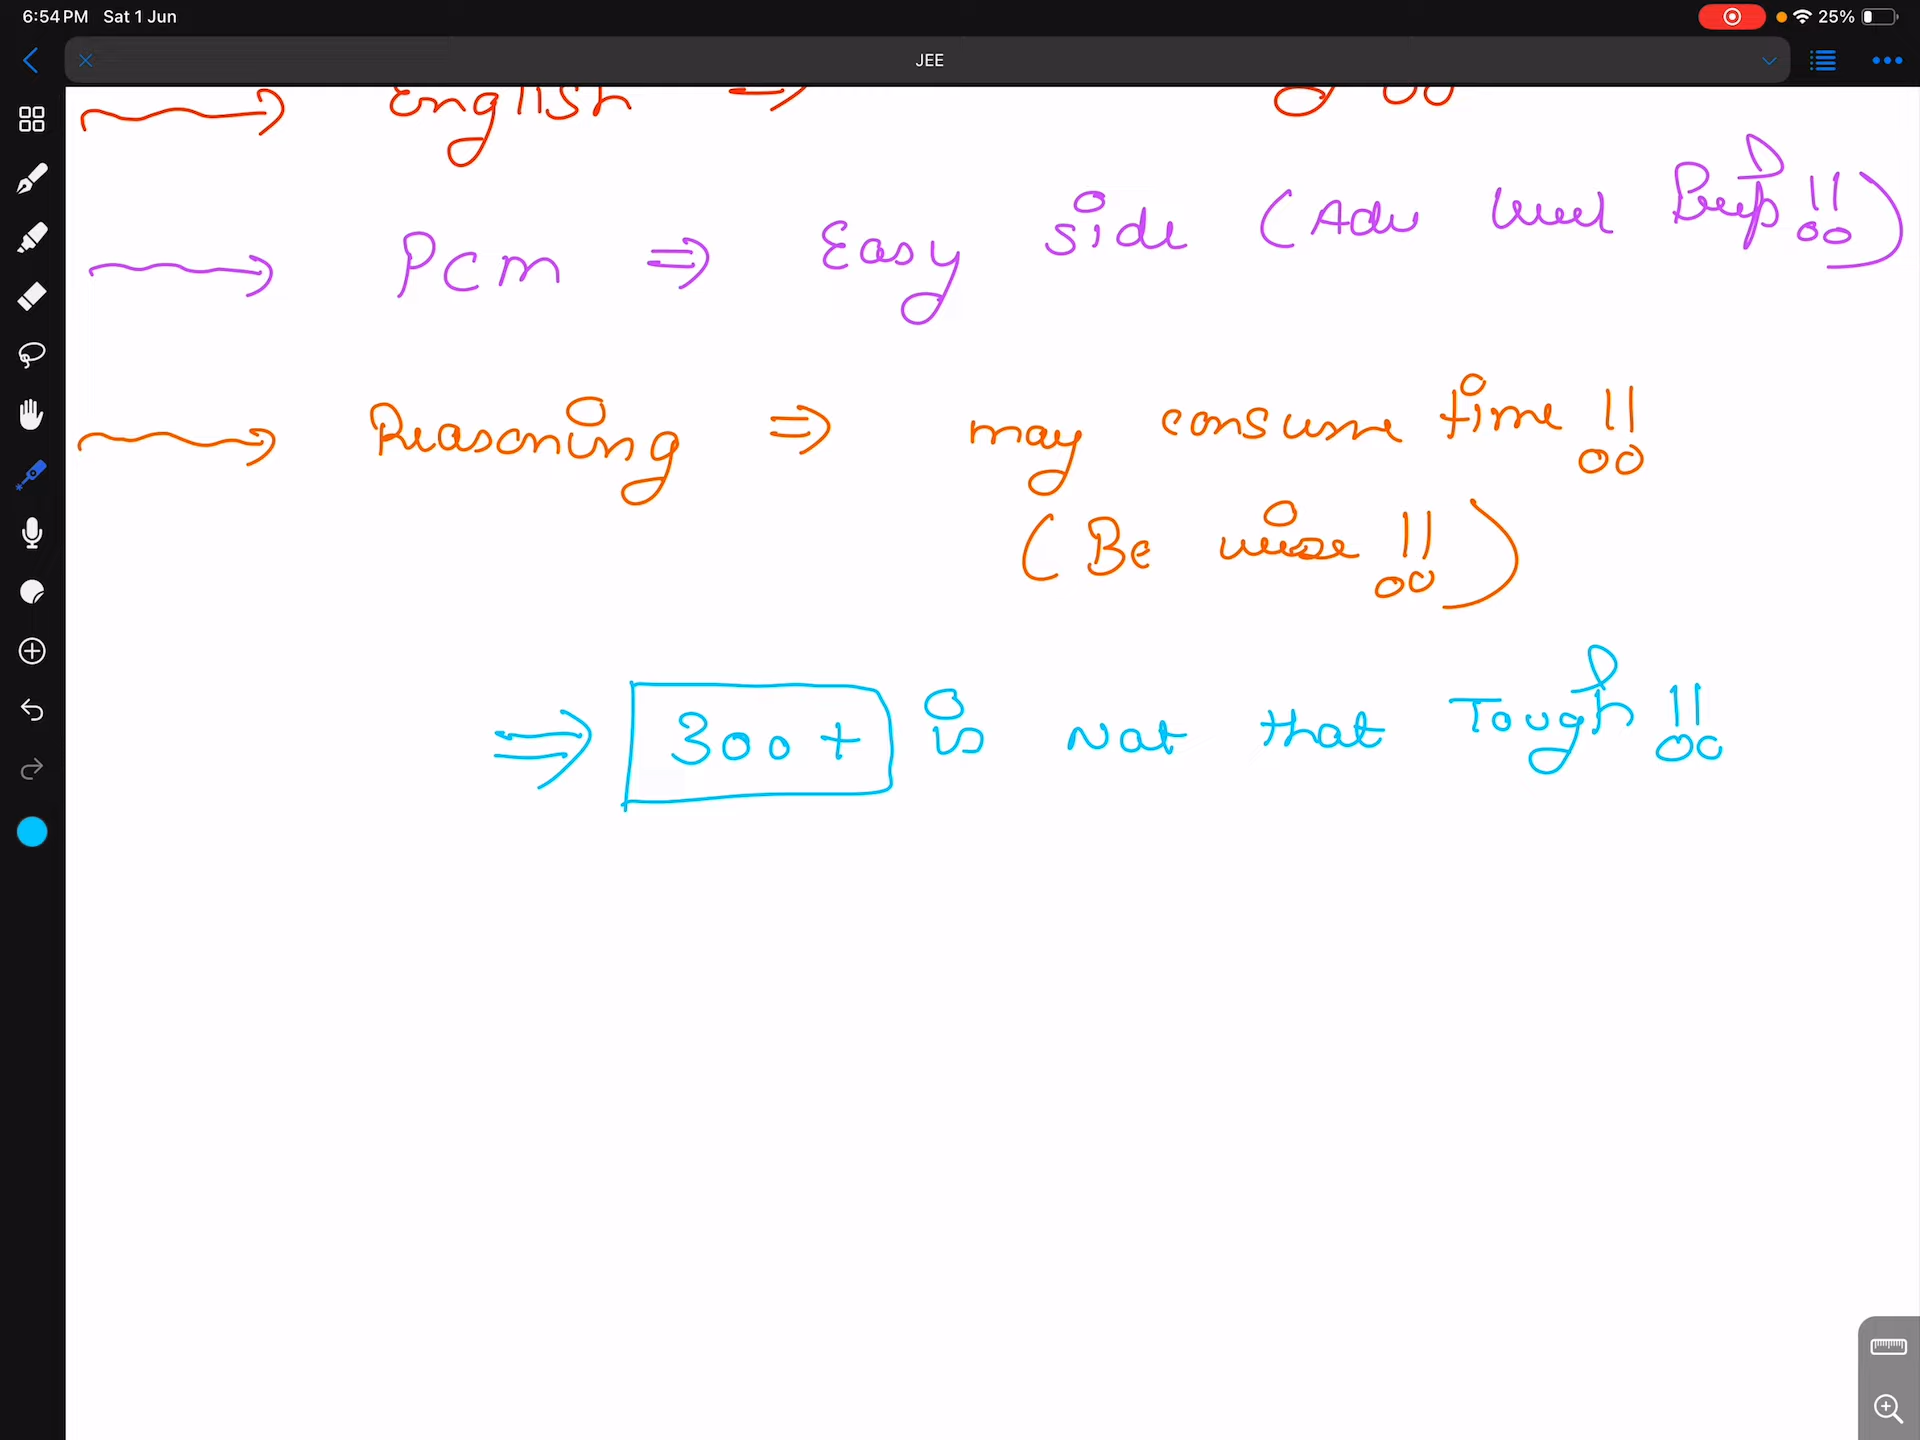 6:54 PM Sat 1 Jun 25%
JEE
English ⇒
PCM ⇒ Easy side (Adv level Prep !!)
Reasoning ⇒ may consume time !!
(Be wise !!)
⇒ 300 + is Not that Tough !!